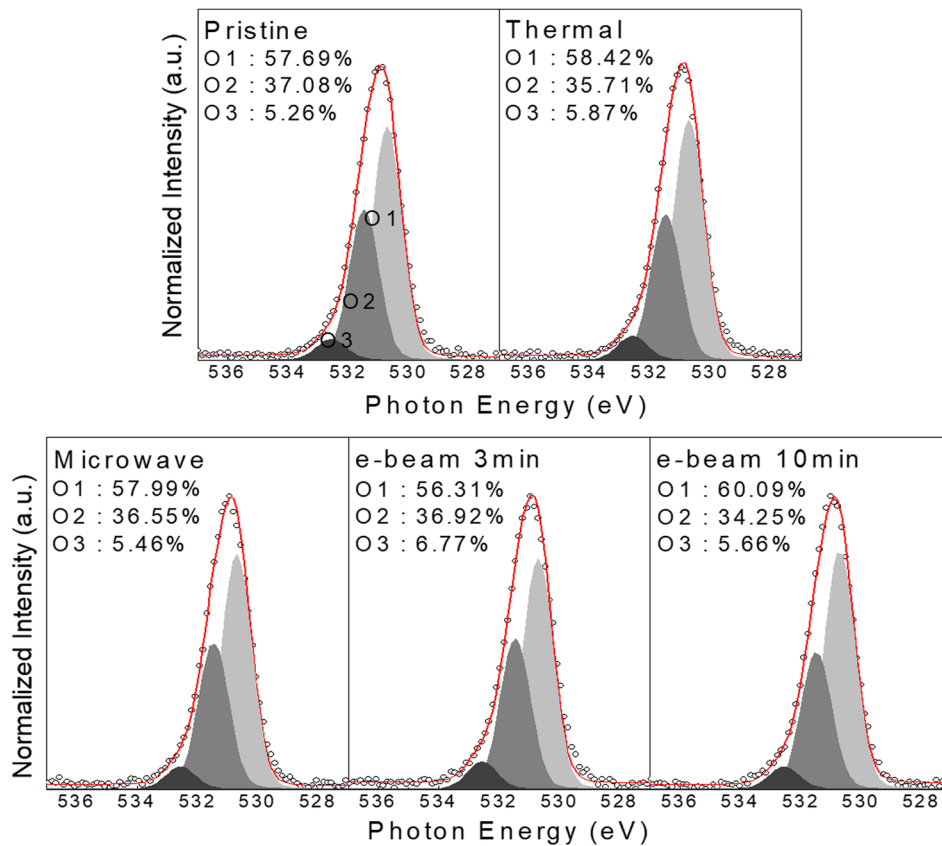 Pristine
O1 : 57.69%
O2 : 37.08%
O3 : 5.26%
O1
O2
O3
Thermal
O1 : 58.42%
O2 : 35.71%
O3 : 5.87%
Normalized Intensity (a.u.)
536 534 532 530 528 536 534 532 530 528
Photon Energy (eV)
Microwave
O1 : 57.99%
O2 : 36.55%
O3 : 5.46%
e-beam 3min
O1 : 56.31%
O2 : 36.92%
O3 : 6.77%
e-beam 10min
O1 : 60.09%
O2 : 34.25%
O3 : 5.66%
Normalized Intensity (a.u.)
536 534 532 530 528 536 534 532 530 528 536 534 532 530 528
Photon Energy (eV)